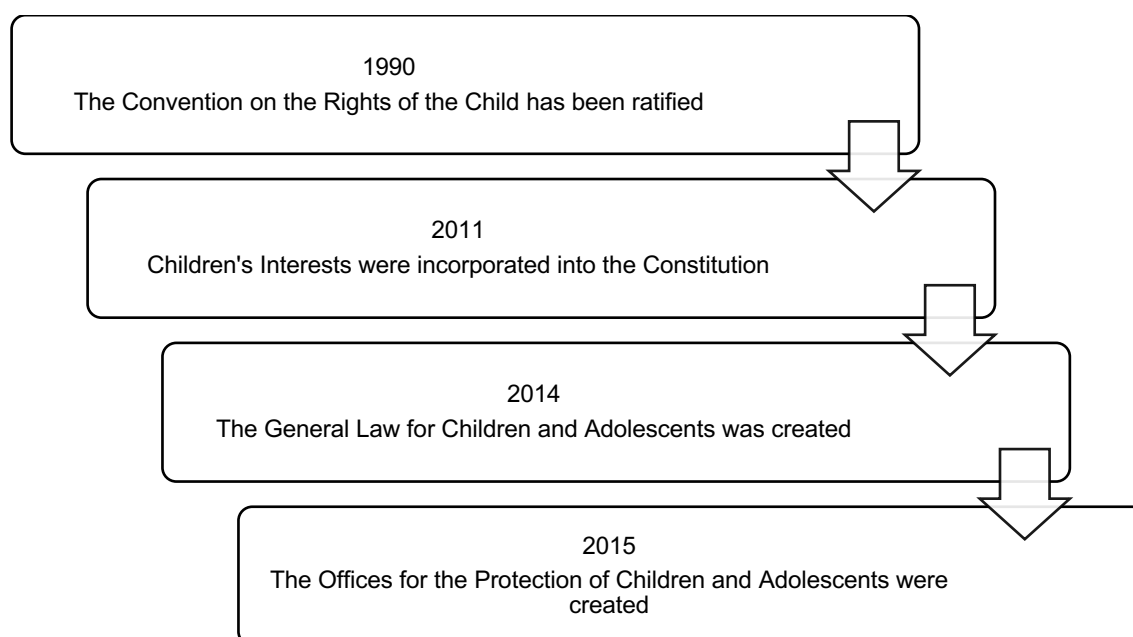 1990
The Convention on the Rights of the Child has been ratified
2011
Children's Interests were incorporated into the Constitution
2014
The General Law for Children and Adolescents was created
2015
The Offices for the Protection of Children and Adolescents were
created